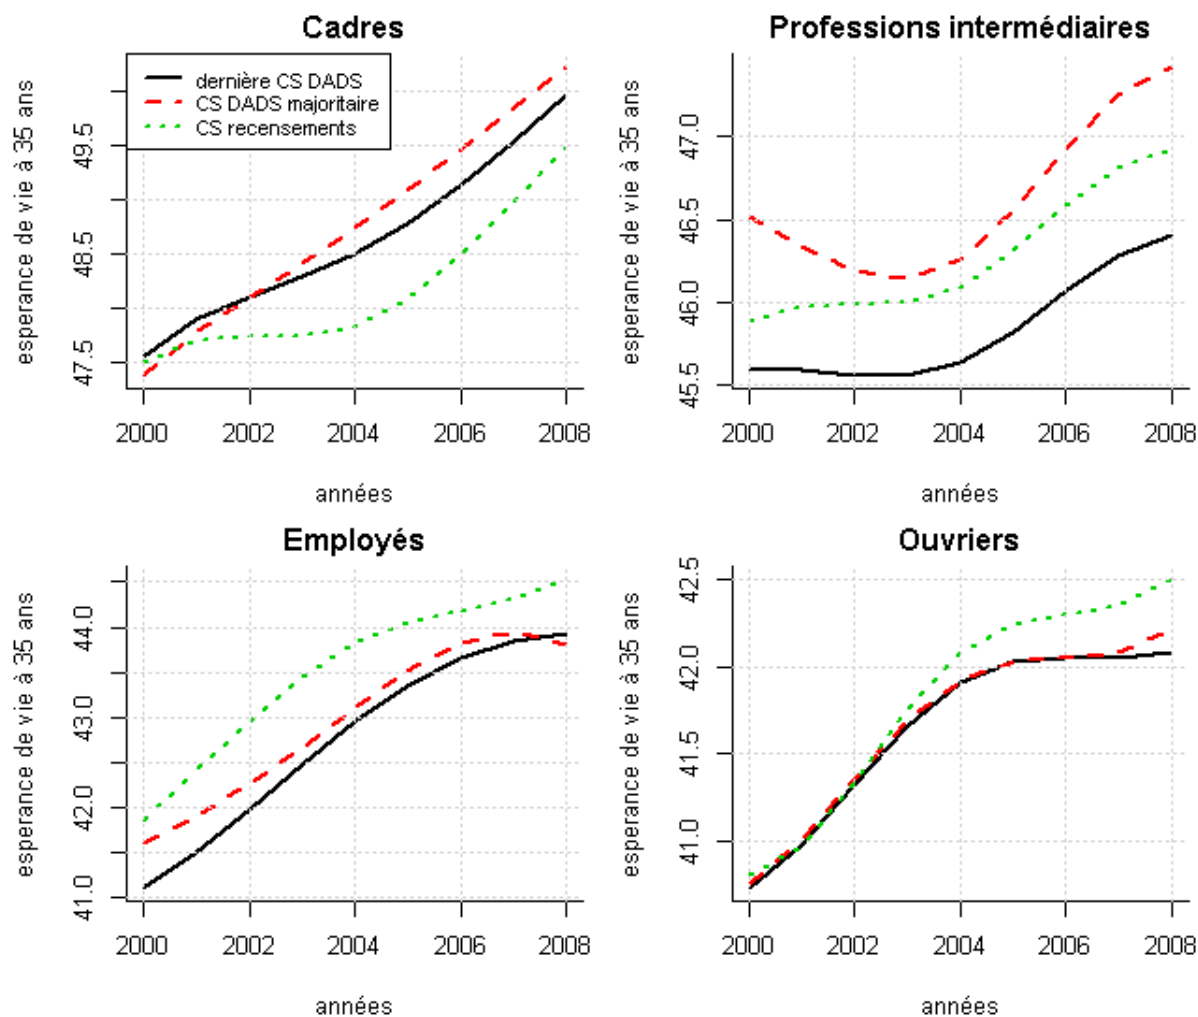 Cadres
dernière CS DADS
CS DADS majoritaire
CS recensements
esperance de vie à 35 ans
49.5
48.5
47.5
2000 2002 2004 2006 2008
années
Professions intermédiaires
esperance de vie à 35 ans
47.0
46.5
46.0
45.5
2000 2002 2004 2006 2008
années
Employés
esperance de vie à 35 ans
44.0
43.0
42.0
41.0
2000 2002 2004 2006 2008
années
Ouvriers
esperance de vie à 35 ans
42.5
42.0
41.5
41.0
2000 2002 2004 2006 2008
années